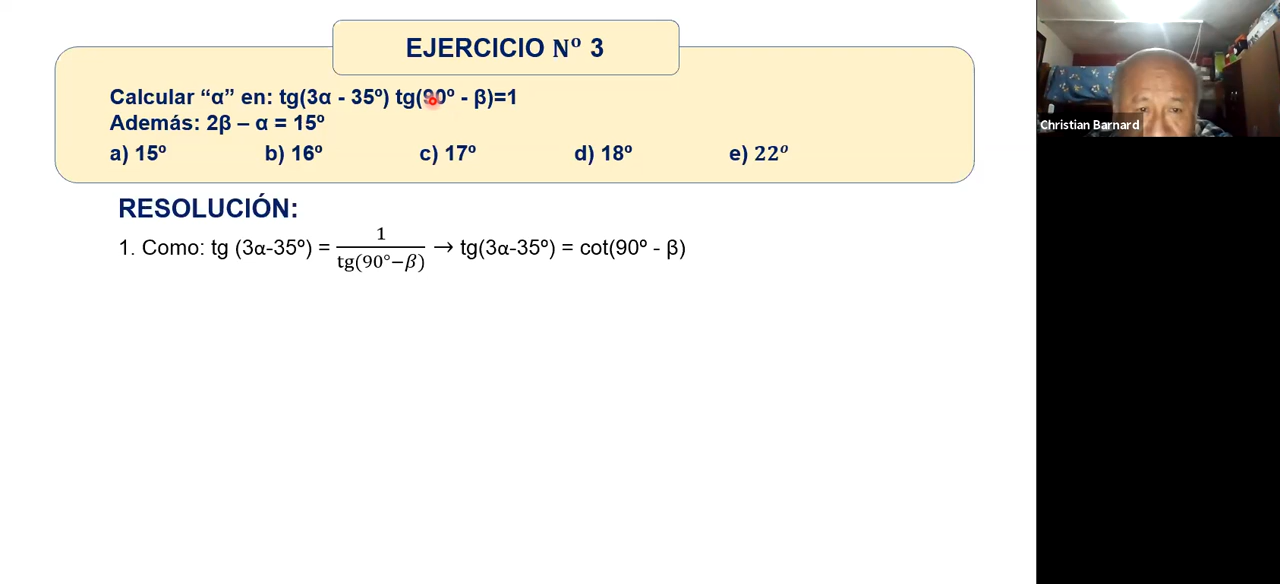 EJERCICIO Nº 3
Calcular “α” en: tg(3α - 35º) tg(90º - β)=1
Además: 2β – α = 15º
a) 15º b) 16º c) 17º d) 18º e) 22º
RESOLUCIÓN:
1. Como: tg (3α-35º) = 1/tg(90°−β) → tg(3α-35º) = cot(90º - β)
Christian Barnard